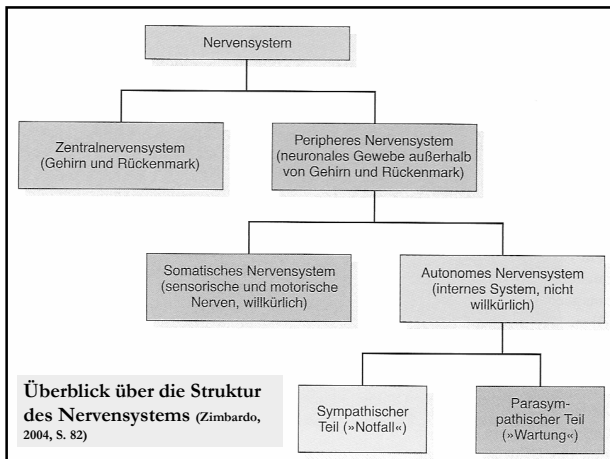 Nervensystem
Zentralnervensystem
(Gehirn und Rückenmark)
Peripheres Nervensystem
(neuronales Gewebe außerhalb
von Gehirn und Rückenmark)
Somatisches Nervensystem
(sensorische und motorische
Nerven, willkürlich)
Autonomes Nervensystem
(internes System, nicht
willkürlich)
Sympathischer
Teil (»Notfall«)
Parasym-
pathischer Teil
(»Wartung«)
Überblick über die Struktur
des Nervensystems (Zimbardo,
2004, S. 82)